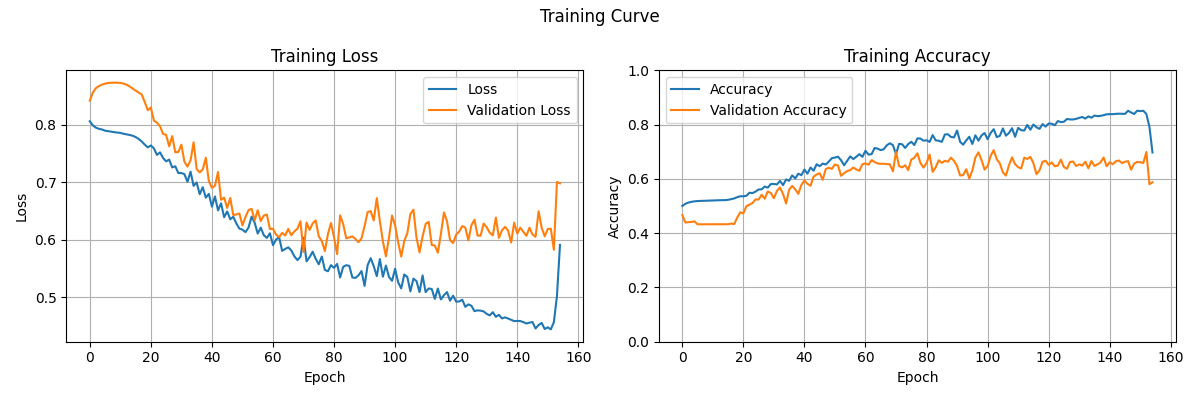 Training Curve
Training Loss
Loss
Validation Loss
0.8
0.7
0.6
0.5
Loss
0 20 40 60 80 100 120 140 160
Epoch
Training Accuracy
Accuracy
Validation Accuracy
1.0
0.8
0.6
0.4
0.2
0.0
Accuracy
0 20 40 60 80 100 120 140 160
Epoch